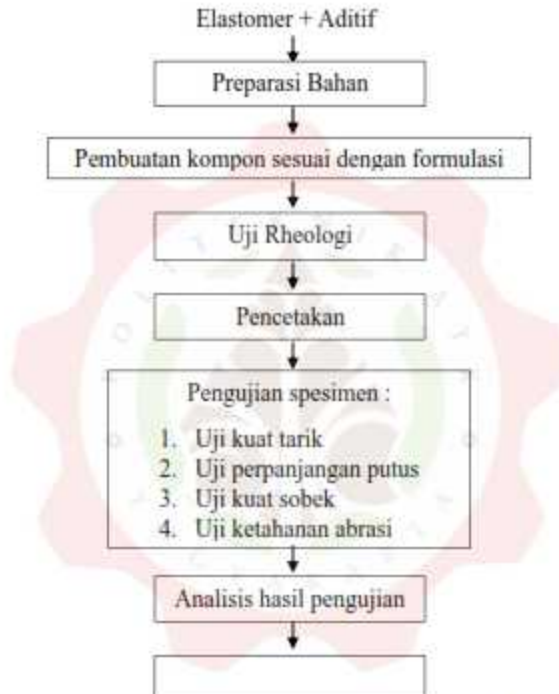 Elastomer + Aditif
Preparasi Bahan
Pembuatan kompon sesuai dengan formulasi
Uji Rheologi
Pencetakan
Pengujian spesimen :
1. Uji kuat tarik
2. Uji perpanjangan putus
3. Uji kuat sobek
4. Uji ketahanan abrasi
Analisis hasil pengujian